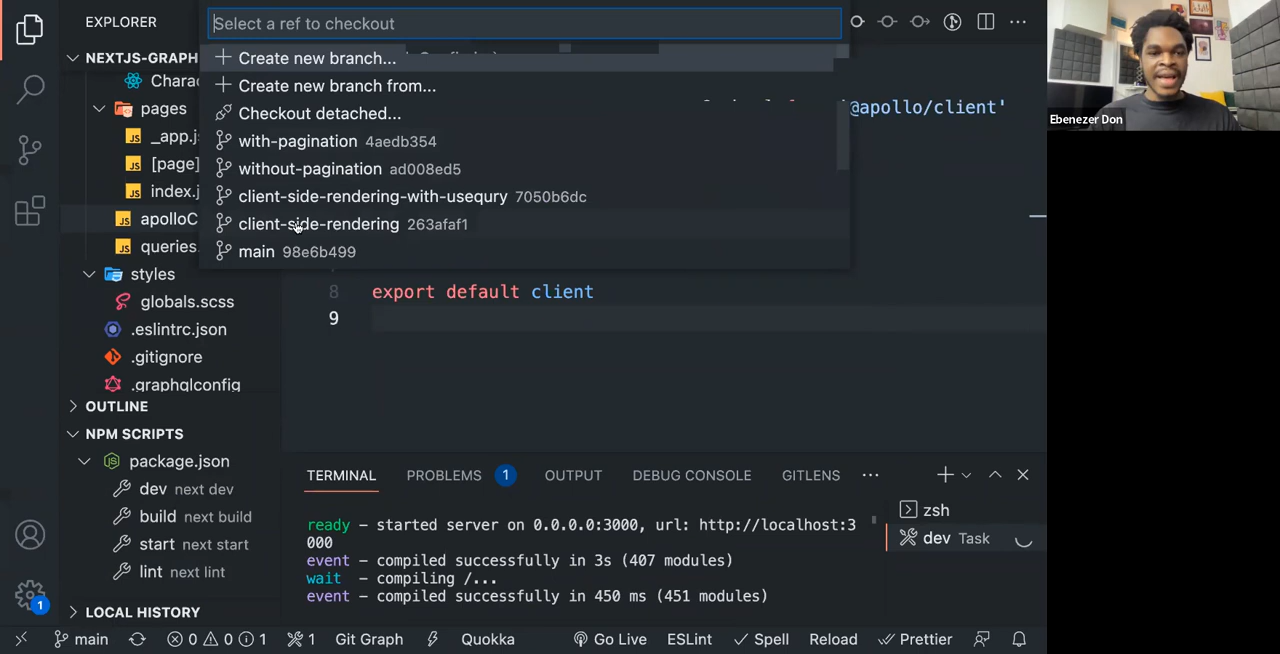 EXPLORER
Select a ref to checkout
NEXTJS-GRAPH
Create new branch...
Create new branch from...
Checkout detached...
with-pagination 4aedb354
without-pagination ad008ed5
client-side-rendering-with-usequry 7050b6dc
client-side-rendering 263afaf1
main 98e6b499
Charac
pages
_app.js
[page]
index.j
apolloC
queries.
styles
globals.scss
.eslintrc.json
.gitignore
.graphqlconfig
OUTLINE
NPM SCRIPTS
package.json
dev next dev
build next build
start next start
lint next lint
LOCAL HISTORY
@apollo/client'
8 export default client
9
TERMINAL PROBLEMS 1 OUTPUT DEBUG CONSOLE GITLENS
ready – started server on 0.0.0.0:3000, url: http://localhost:3
000
event – compiled successfully in 3s (407 modules)
wait – compiling /...
event – compiled successfully in 450 ms (451 modules)
zsh
dev Task
1
main 0 0 1 1 Git Graph Quokka Go Live ESLint Spell Reload Prettier
Ebenezer Don